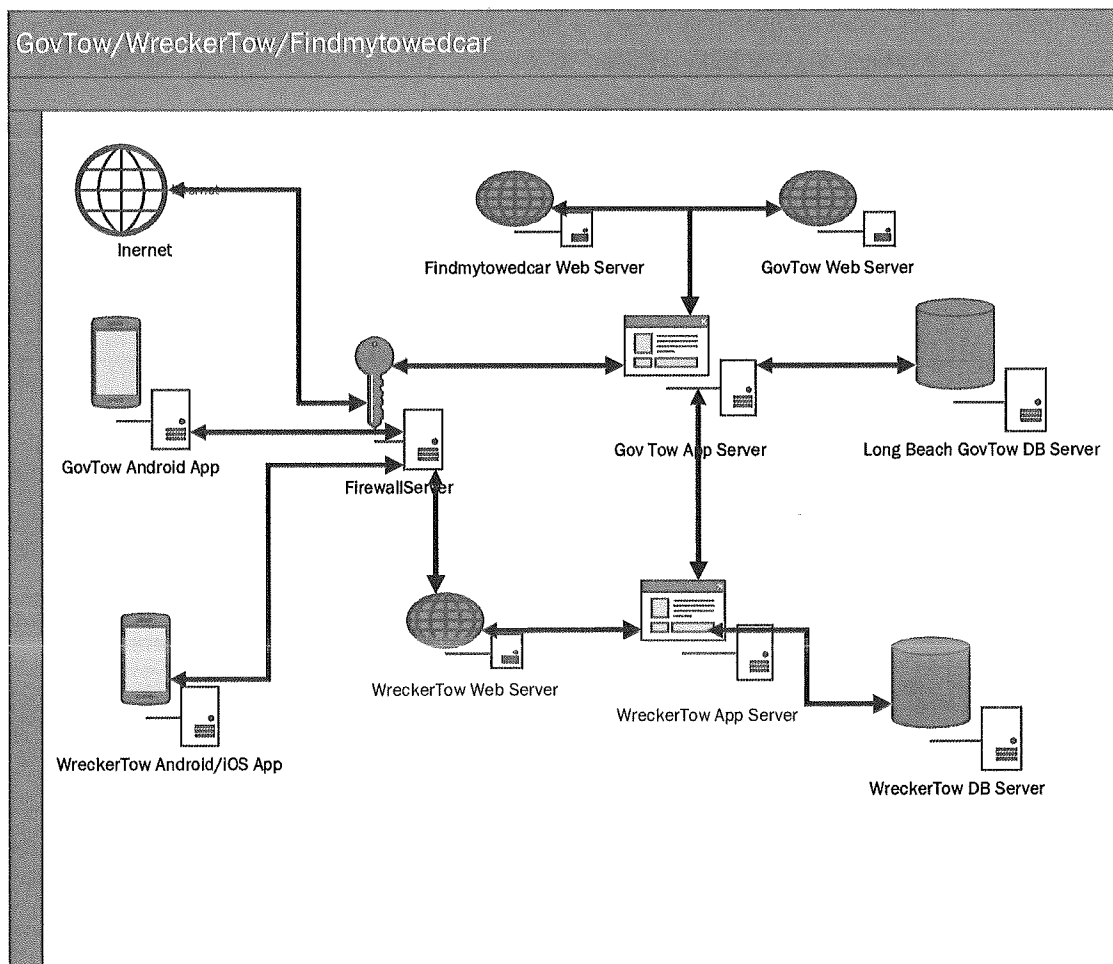 GovTow/WreckerTow/Findmytowedcar
Inernet
Findmytowedcar Web Server
GovTow Web Server
GovTow Android App
FirewallServer
Gov Tow App Server
Long Beach GovTow DB Server
WreckerTow Web Server
WreckerTow App Server
WreckerTow Android/iOS App
WreckerTow DB Server